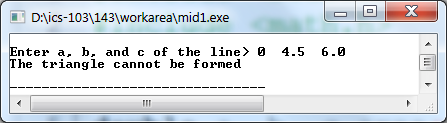 D:\ics-103\143\workarea\mid1.exe
Enter a, b, and c of the line> 0  4.5  6.0
The triangle cannot be formed
--------------------------------